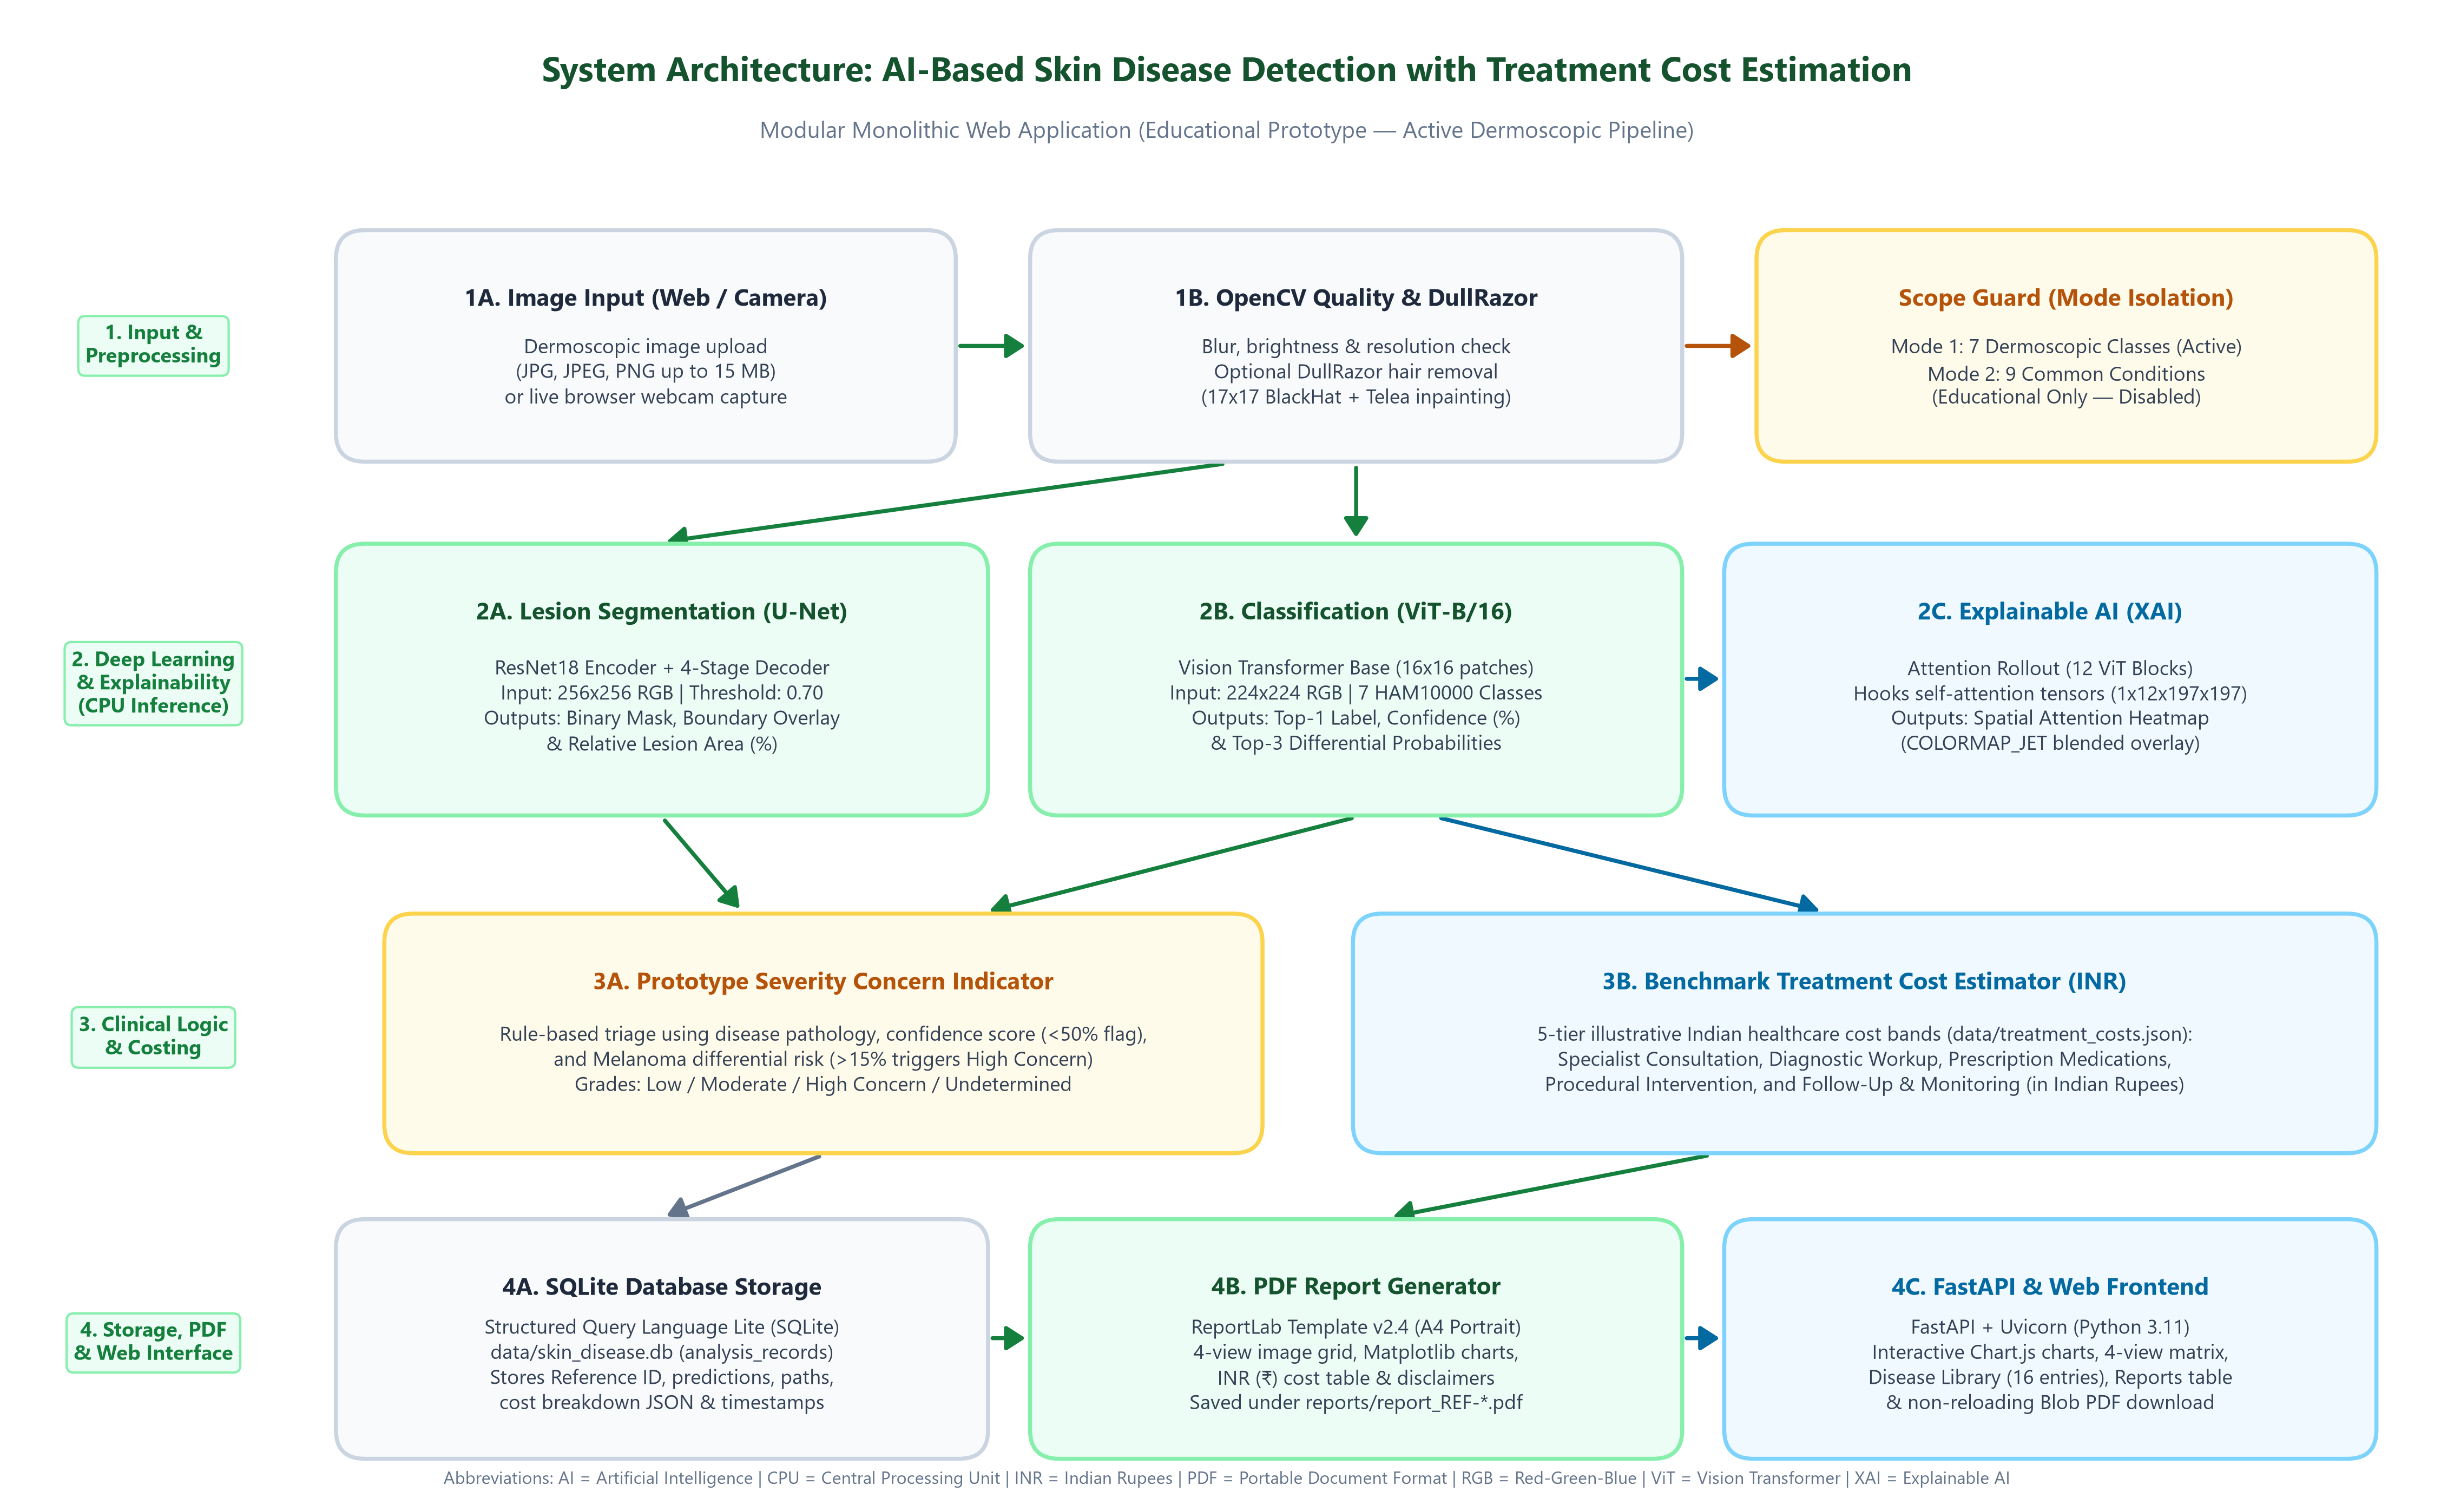 System Architecture: AI-Based Skin Disease Detection with Treatment Cost Estimation
Modular Monolithic Web Application (Educational Prototype — Active Dermoscopic Pipeline)
1. Input &
Preprocessing
1A. Image Input (Web / Camera)
Dermoscopic image upload
(JPG, JPEG, PNG up to 15 MB)
or live browser webcam capture
1B. OpenCV Quality & DullRazor
Blur, brightness & resolution check
Optional DullRazor hair removal
(17x17 BlackHat + Telea inpainting)
Scope Guard (Mode Isolation)
Mode 1: 7 Dermoscopic Classes (Active)
Mode 2: 9 Common Conditions
(Educational Only — Disabled)
2. Deep Learning
& Explainability
(CPU Inference)
2A. Lesion Segmentation (U-Net)
ResNet18 Encoder + 4-Stage Decoder
Input: 256x256 RGB | Threshold: 0.70
Outputs: Binary Mask, Boundary Overlay
& Relative Lesion Area (%)
2B. Classification (ViT-B/16)
Vision Transformer Base (16x16 patches)
Input: 224x224 RGB | 7 HAM10000 Classes
Outputs: Top-1 Label, Confidence (%)
& Top-3 Differential Probabilities
2C. Explainable AI (XAI)
Attention Rollout (12 ViT Blocks)
Hooks self-attention tensors (1x12x197x197)
Outputs: Spatial Attention Heatmap
(COLORMAP_JET blended overlay)
3. Clinical Logic
& Costing
3A. Prototype Severity Concern Indicator
Rule-based triage using disease pathology, confidence score (<50% flag),
and Melanoma differential risk (>15% triggers High Concern)
Grades: Low / Moderate / High Concern / Undetermined
3B. Benchmark Treatment Cost Estimator (INR)
5-tier illustrative Indian healthcare cost bands (data/treatment_costs.json):
Specialist Consultation, Diagnostic Workup, Prescription Medications,
Procedural Intervention, and Follow-Up & Monitoring (in Indian Rupees)
4. Storage, PDF
& Web Interface
4A. SQLite Database Storage
Structured Query Language Lite (SQLite)
data/skin_disease.db (analysis_records)
Stores Reference ID, predictions, paths,
cost breakdown JSON & timestamps
4B. PDF Report Generator
ReportLab Template v2.4 (A4 Portrait)
4-view image grid, Matplotlib charts,
INR (₹) cost table & disclaimers
Saved under reports/report_REF-*.pdf
4C. FastAPI & Web Frontend
FastAPI + Uvicorn (Python 3.11)
Interactive Chart.js charts, 4-view matrix,
Disease Library (16 entries), Reports table
& non-reloading Blob PDF download
Abbreviations: AI = Artificial Intelligence | CPU = Central Processing Unit | INR = Indian Rupees | PDF = Portable Document Format | RGB = Red-Green-Blue | ViT = Vision Transformer | XAI = Explainable AI